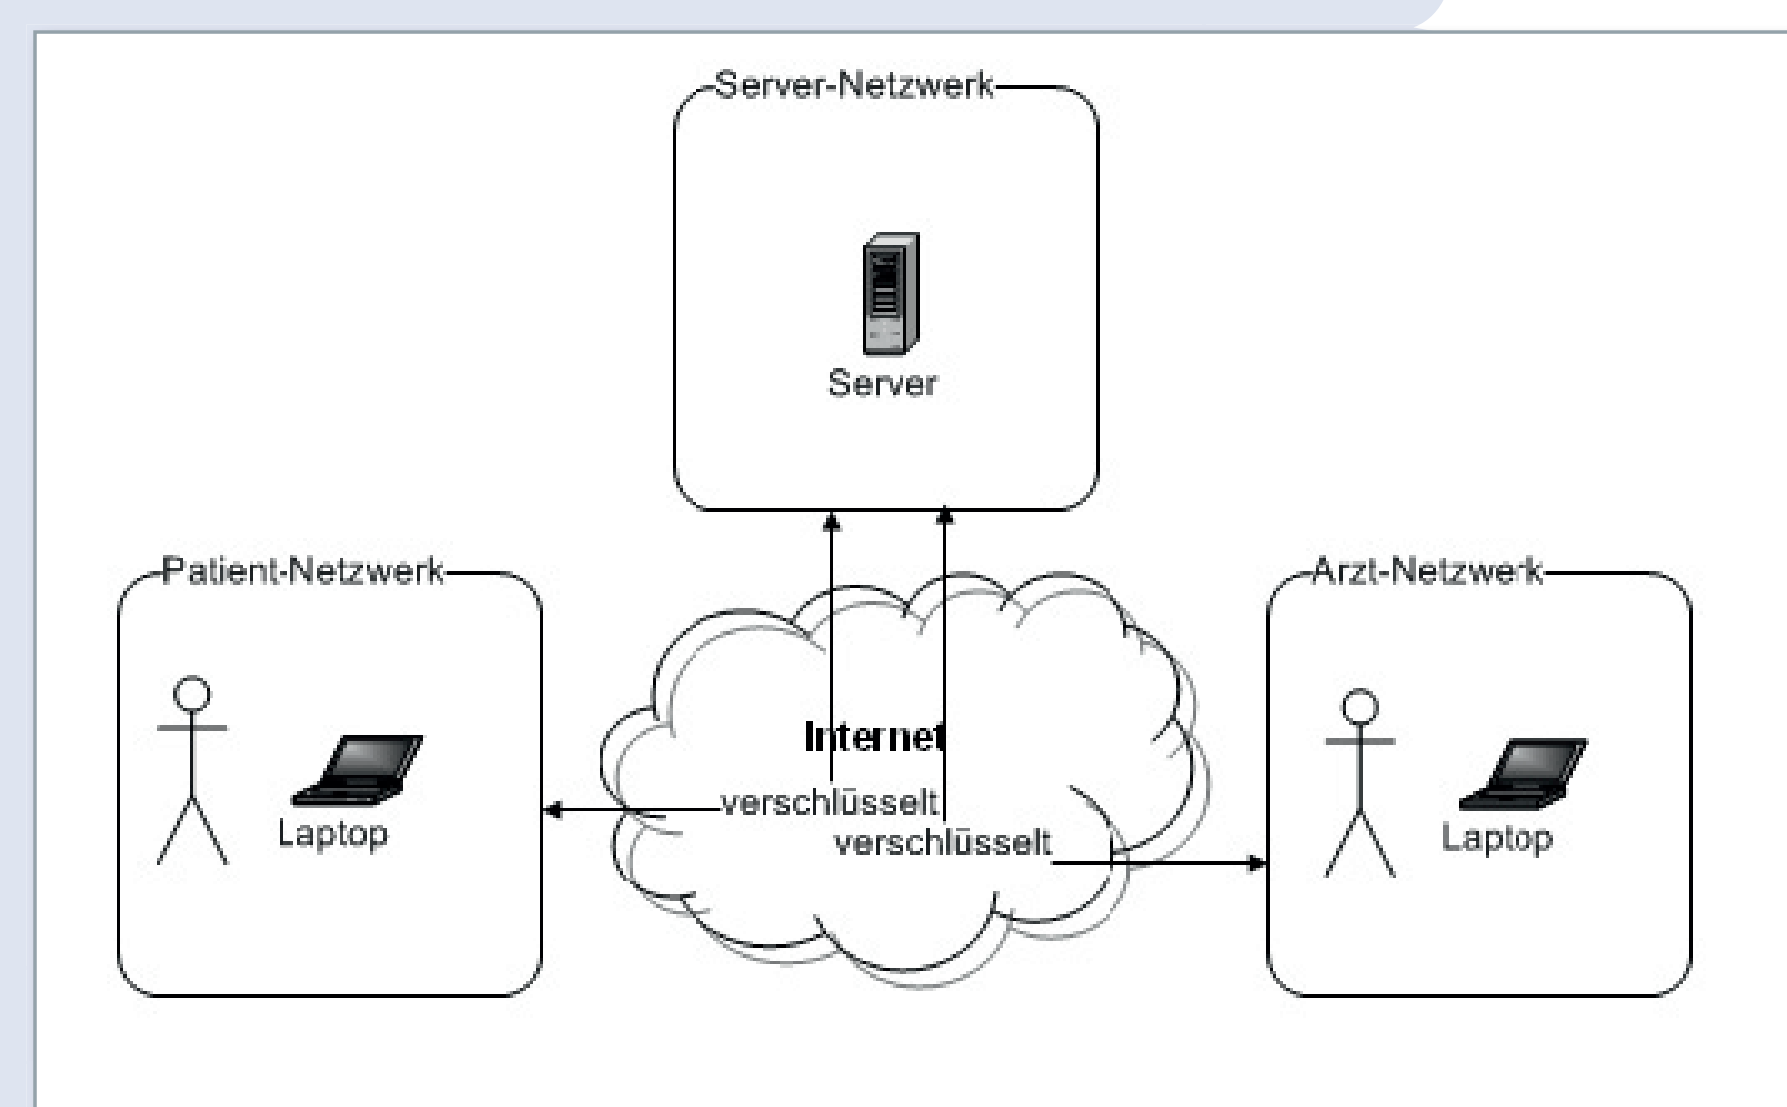 Server-Netzwerk
Server
Patient-Netzwerk
Arzt-Netzwerk
Internet
verschlüsselt
verschlüsselt
Laptop
Laptop